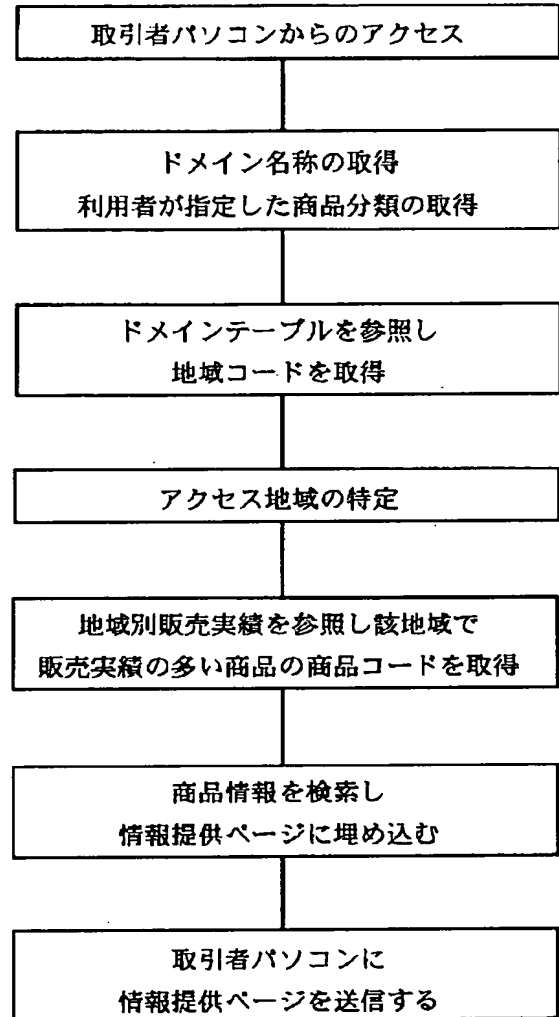 取引者パソコンからのアクセス
ドメイン名称の取得
利用者が指定した商品分類の取得
ドメインテーブルを参照し
地域コードを取得
アクセス地域の特定
地域別販売実績を参照し該地域で
販売実績の多い商品の商品コードを取得
商品情報を検索し
情報提供ページに埋め込む
取引者パソコンに
情報提供ページを送信する